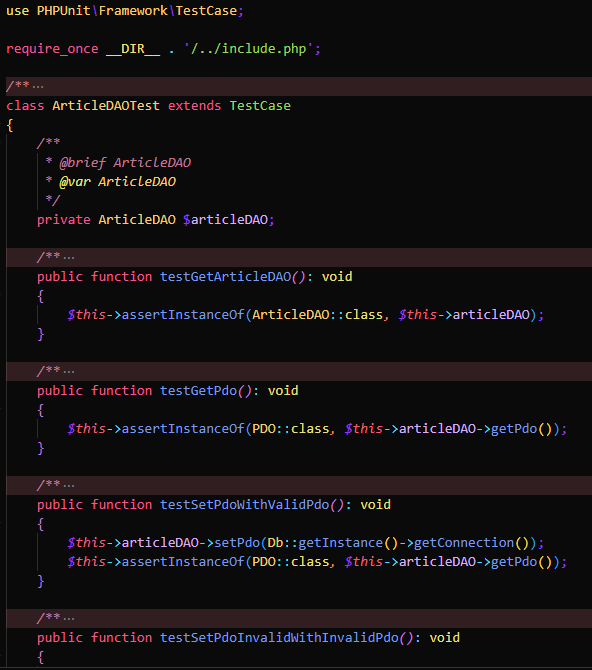 use PHPUnit\Framework\TestCase;
require_once __DIR__ . '/../include.php';
/**···
class ArticleDAOTest extends TestCase
{
/**
* @brief ArticleDAO
* @var ArticleDAO
*/
private ArticleDAO $articleDAO;
/**···
public function testGetArticleDAO(): void
{
$this->assertInstanceOf(ArticleDAO::class, $this->articleDAO);
}
/**···
public function testGetPdo(): void
{
$this->assertInstanceOf(PDO::class, $this->articleDAO->getPdo());
}
/**···
public function testSetPdoWithValidPdo(): void
{
$this->articleDAO->setPdo(Db::getInstance()->getConnection());
$this->assertInstanceOf(PDO::class, $this->articleDAO->getPdo());
}
/**···
public function testSetPdoInvalidWithInvalidPdo(): void
{